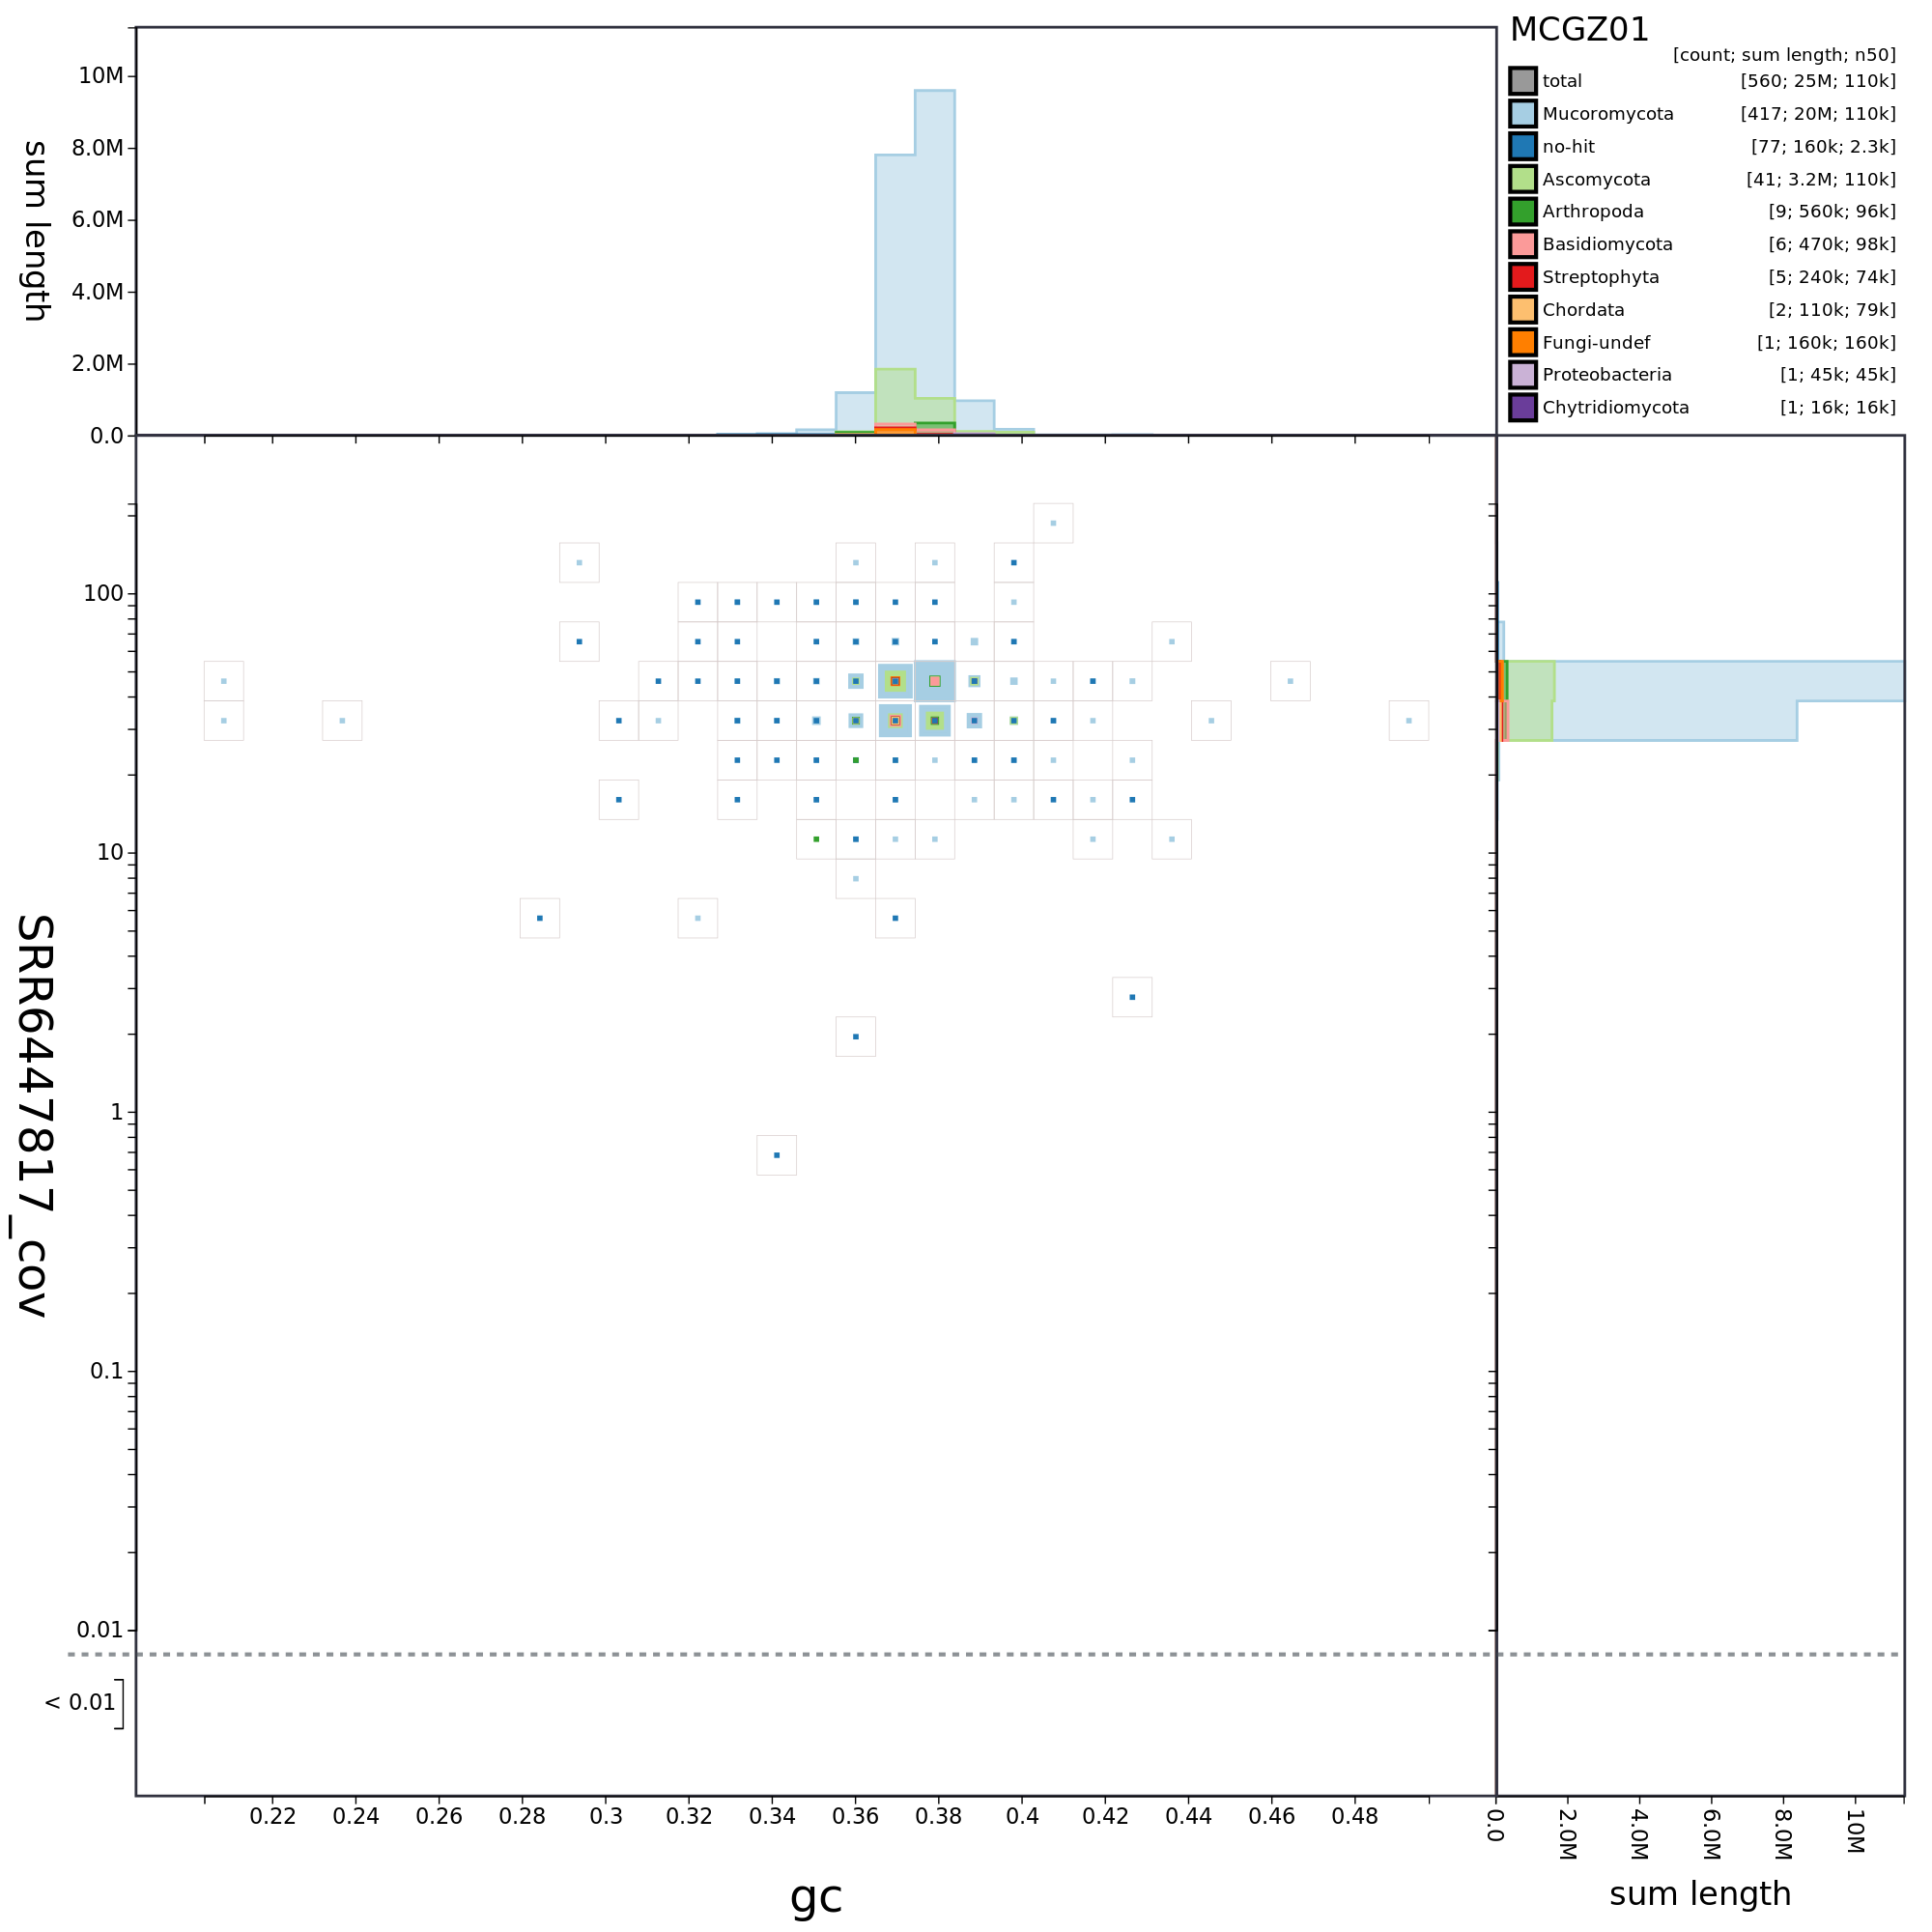 MCGZ01
[count; sum length; n50]
total [560; 25M; 110k]
Mucoromycota [417; 20M; 110k]
no-hit [77; 160k; 2.3k]
Ascomycota [41; 3.2M; 110k]
Arthropoda [9; 560k; 96k]
Basidiomycota [6; 470k; 98k]
Streptophyta [5; 240k; 74k]
Chordata [2; 110k; 79k]
Fungi-undef [1; 160k; 160k]
Proteobacteria [1; 45k; 45k]
Chytridiomycota [1; 16k; 16k]
sum length
10M
8.0M
6.0M
4.0M
2.0M
0.0
SRR6447817_cov
100
10
1
0.1
0.01
< 0.01
0.22 0.24 0.26 0.28 0.3 0.32 0.34 0.36 0.38 0.4 0.42 0.44 0.46 0.48
gc
0.0 2.0M 4.0M 6.0M 8.0M 10M
sum length